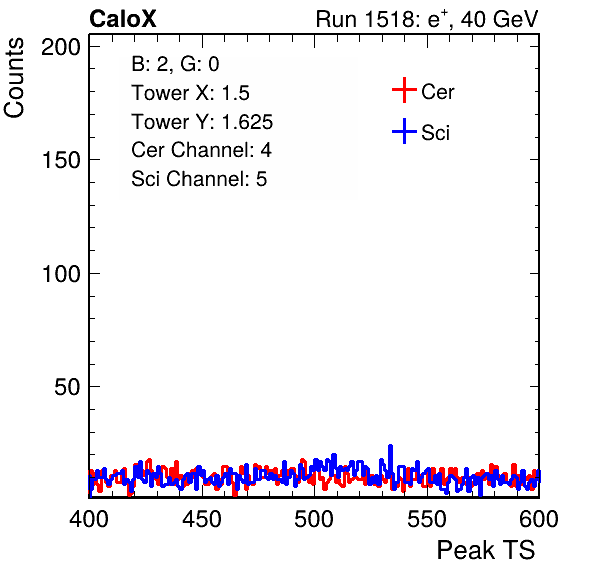 CaloX Run 1518: e⁺, 40 GeV
Counts
B: 2, G: 0
Tower X: 1.5
Tower Y: 1.625
Cer Channel: 4
Sci Channel: 5
Cer
Sci
200
150
100
50
400 450 500 550 600
Peak TS